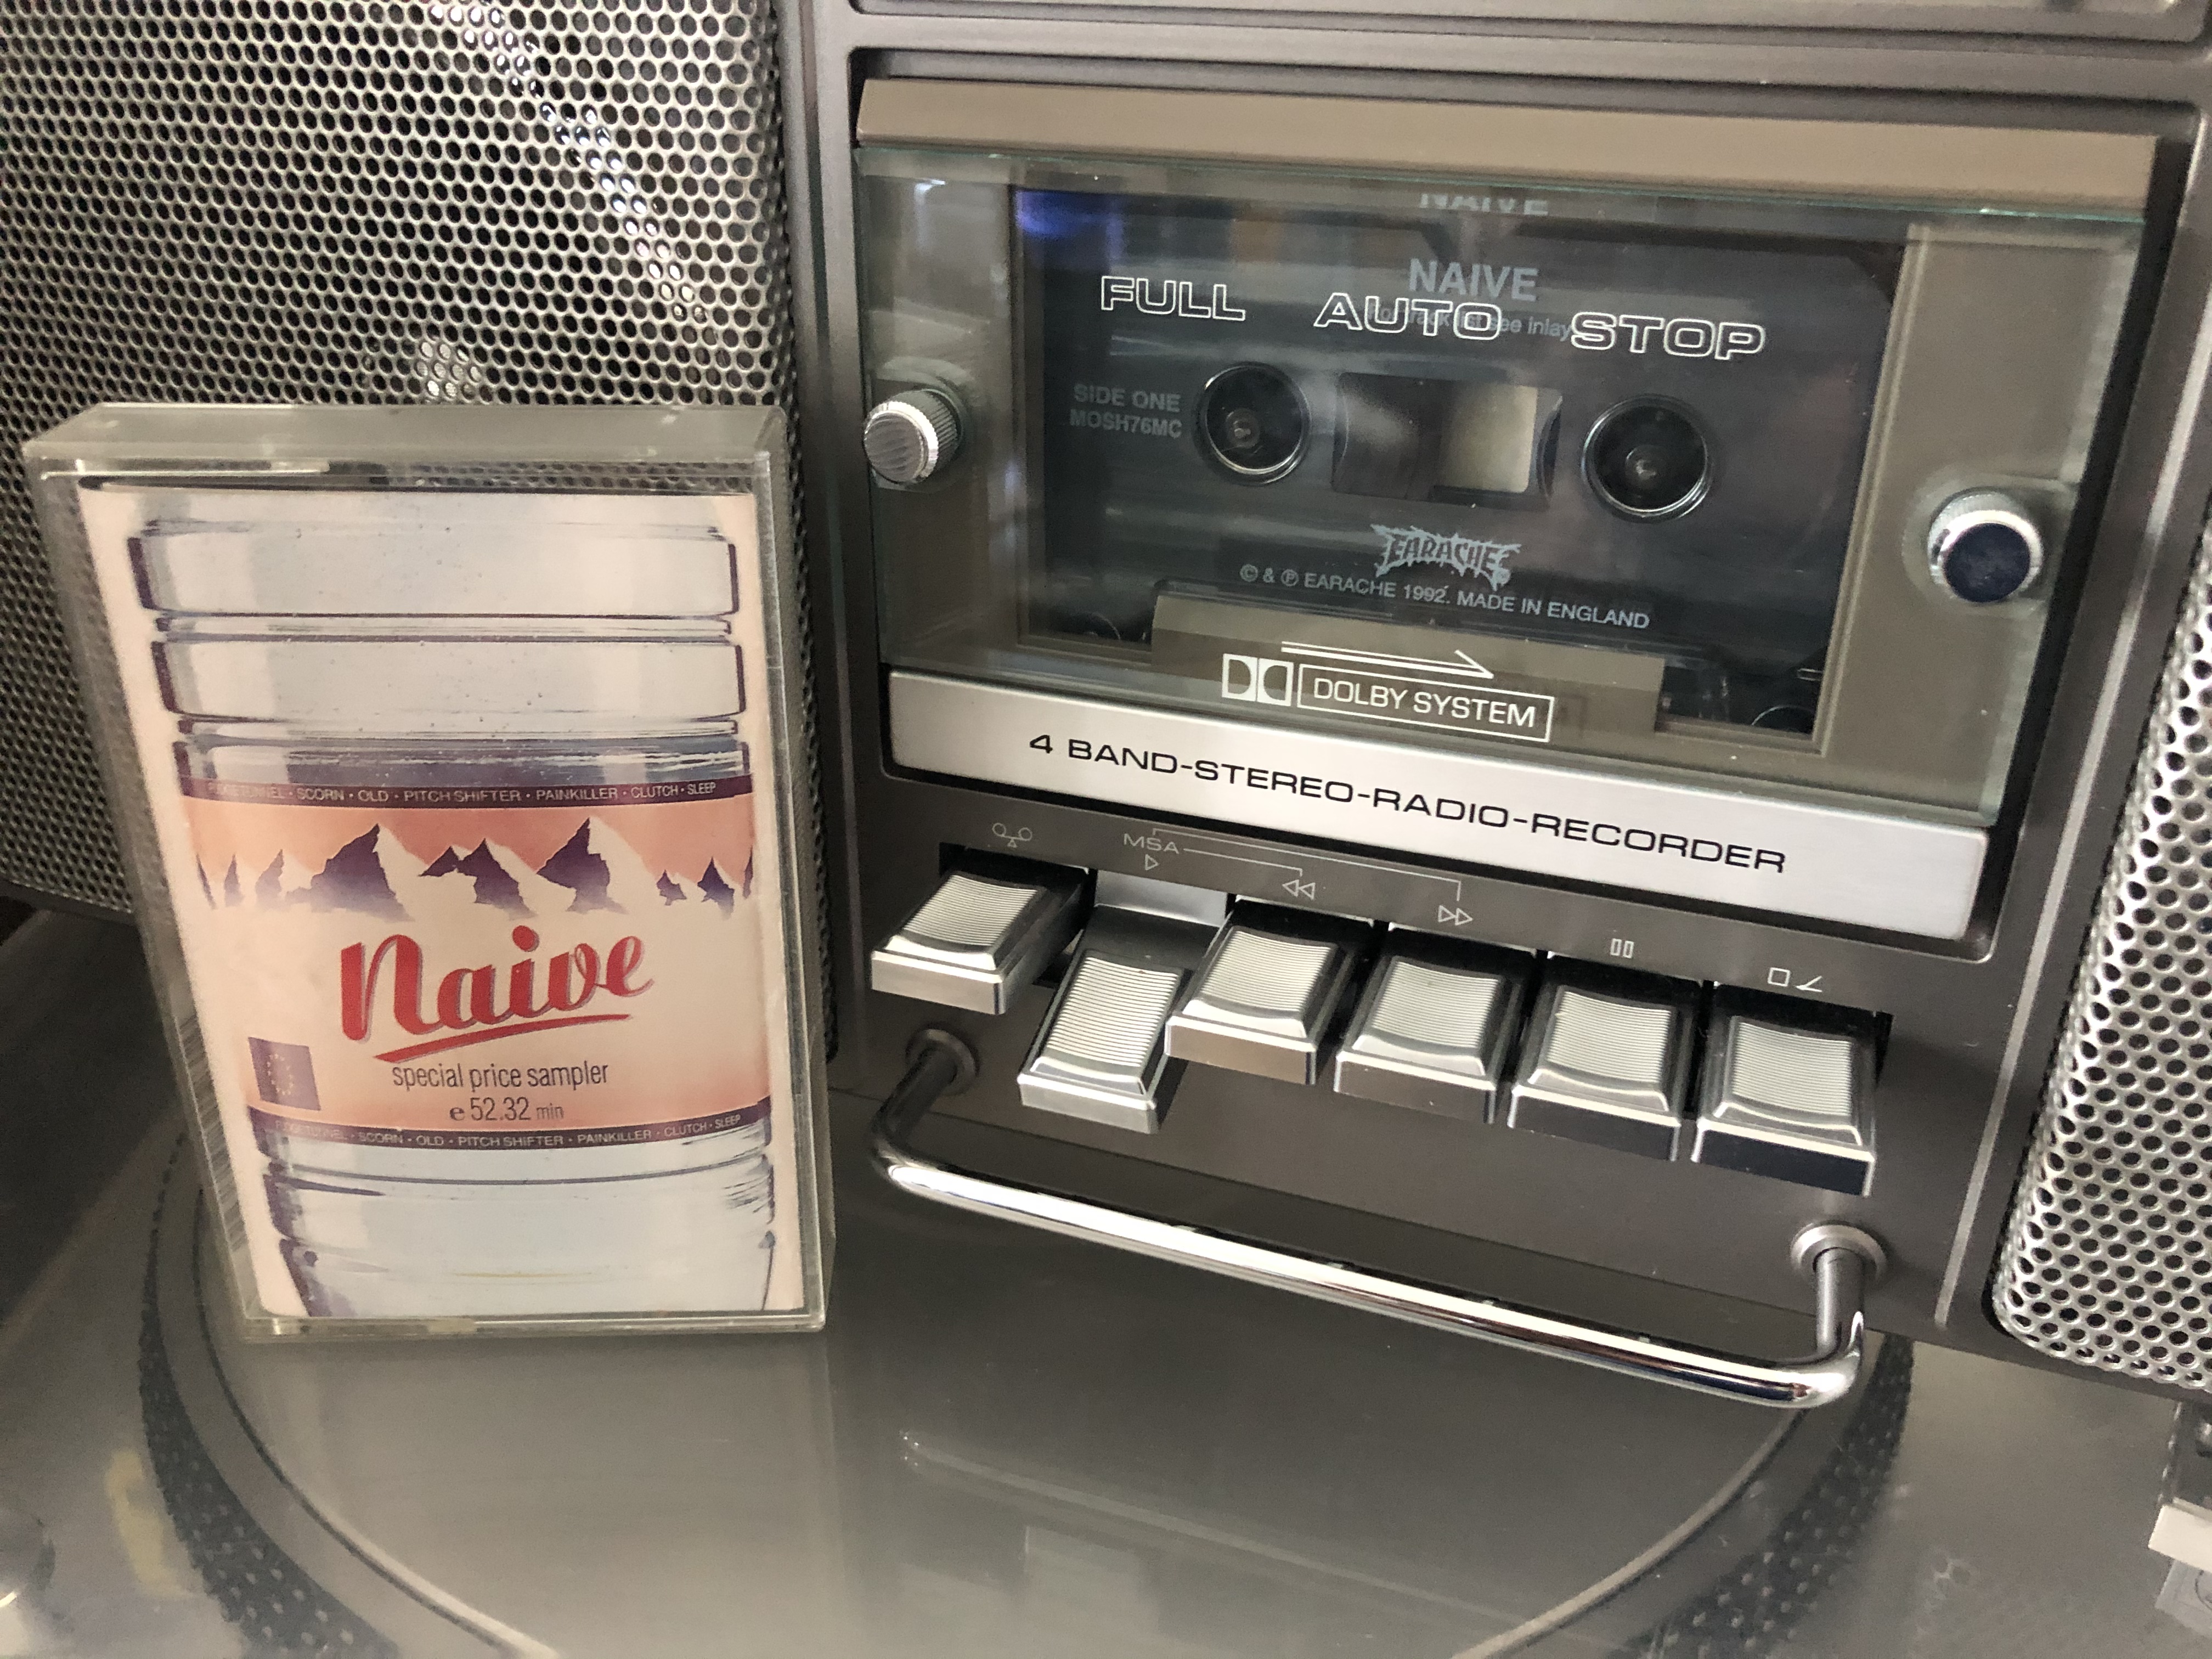 NAIVE
NAIVE
see inlay
FULL AUTO STOP
SIDE ONE
MOSH76MC
EARACHE
© & ℗ EARACHE 1992. MADE IN ENGLAND
DOLBY SYSTEM
4 BAND-STEREO-RADIO-RECORDER
MSA
FUDGETUNNEL · SCORN · OLD · PITCH SHIFTER · PAINKILLER · CLUTCH · SLEEP
Naive
special price sampler
e 52.32 min
FUDGETUNNEL · SCORN · OLD · PITCH SHIFTER · PAINKILLER · CLUTCH · SLEEP